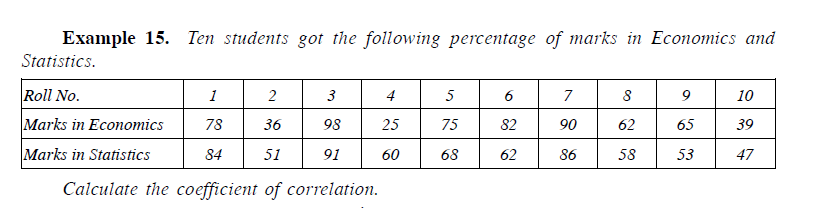 Example 15. Ten students got the following percentage of marks in Economics and
Statistics.
Roll No. 1 2 3 4 5 6 7 8 9 10
Marks in Economics 78 36 98 25 75 82 90 62 65 39
Marks in Statistics 84 51 91 60 68 62 86 58 53 47
Calculate the coefficient of correlation.